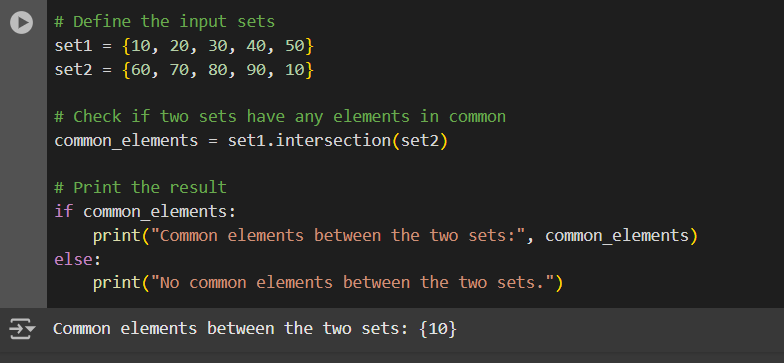 # Define the input sets
set1 = {10, 20, 30, 40, 50}
set2 = {60, 70, 80, 90, 10}

# Check if two sets have any elements in common
common_elements = set1.intersection(set2)

# Print the result
if common_elements:
    print("Common elements between the two sets:", common_elements)
else:
    print("No common elements between the two sets.")
Common elements between the two sets: {10}